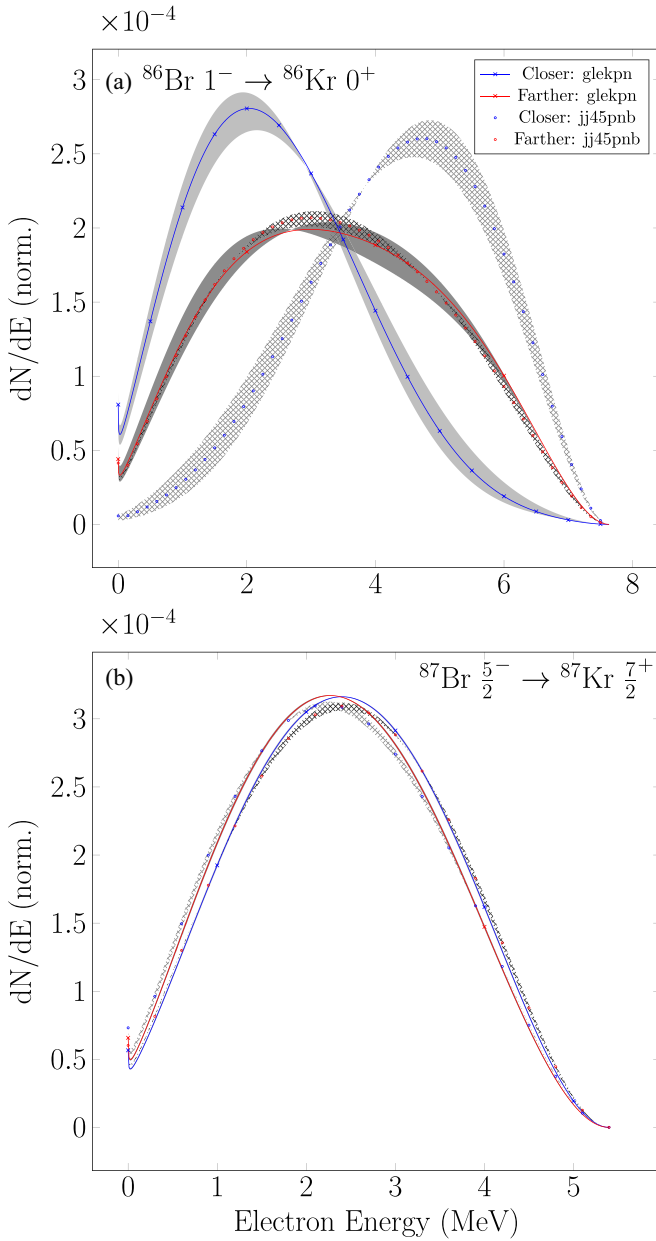 ×10⁻⁴
(a) ⁸⁶Br 1⁻ → ⁸⁶Kr 0⁺
Closer: glekpn
Farther: glekpn
Closer: jj45pnb
Farther: jj45pnb
3
2.5
2
1.5
1
0.5
0
dN/dE (norm.)
0 2 4 6 8
×10⁻⁴
(b) ⁸⁷Br 5/2⁻ → ⁸⁷Kr 7/2⁺
3
2.5
2
1.5
1
0.5
0
dN/dE (norm.)
0 1 2 3 4 5
Electron Energy (MeV)